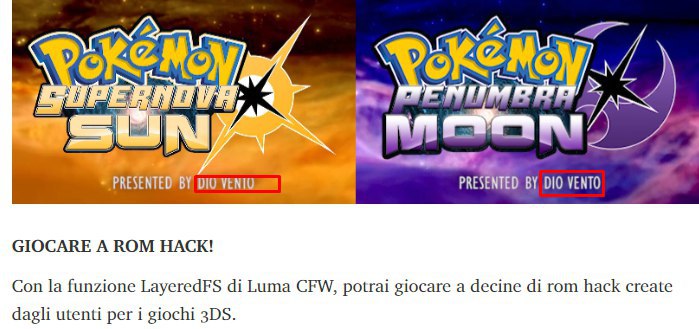 POKÉMON
SUPERNOVA
SUN
PRESENTED BY DIO VENTO
POKÉMON
PENUMBRA
MOON
PRESENTED BY DIO VENTO
GIOCARE A ROM HACK!
Con la funzione LayeredFS di Luma CFW, potrai giocare a decine di rom hack create
dagli utenti per i giochi 3DS.